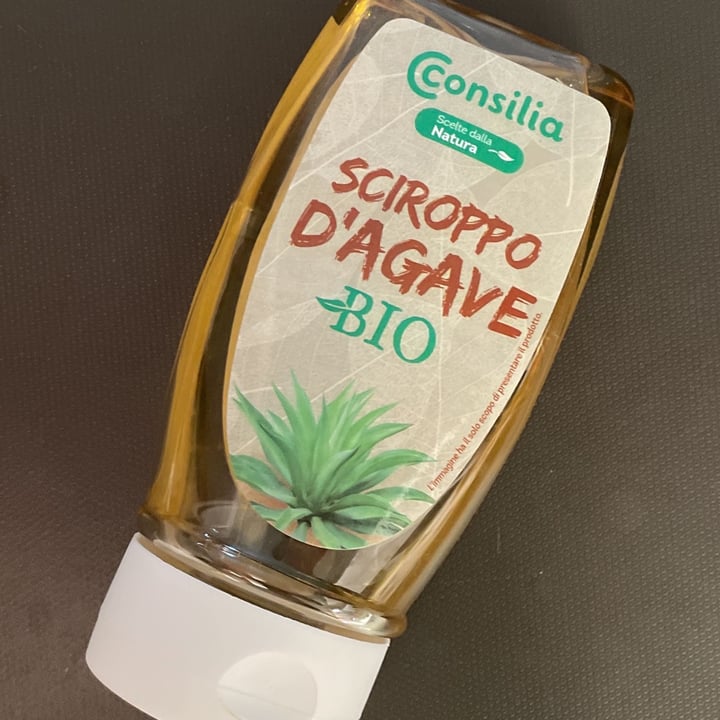 Consilia
Scelte dalla
Natura
SCIROPPO
D'AGAVE
BIO
L'immagine ha il solo scopo di presentare il prodotto.